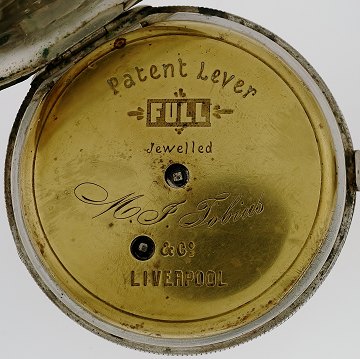 Patent Lever
FULL
Jewelled
M. I. Tobias
& Co
LIVERPOOL